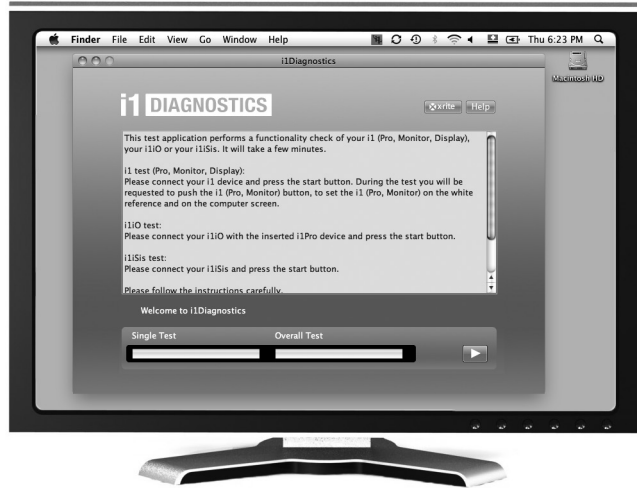 Finder File Edit View Go Window Help Thu 6:23 PM
i1Diagnostics
Macintosh HD
i1 DIAGNOSTICS
x·rite Help
This test application performs a functionality check of your i1 (Pro, Monitor, Display),
your i1iO or your i1iSis. It will take a few minutes.
i1 test (Pro, Monitor, Display):
Please connect your i1 device and press the start button. During the test you will be
requested to push the i1 (Pro, Monitor) button, to set the i1 (Pro, Monitor) on the white
reference and on the computer screen.
i1iO test:
Please connect your i1iO with the inserted i1Pro device and press the start button.
i1iSis test:
Please connect your i1iSis and press the start button.
Please follow the instructions carefully.
Welcome to i1Diagnostics
Single Test Overall Test